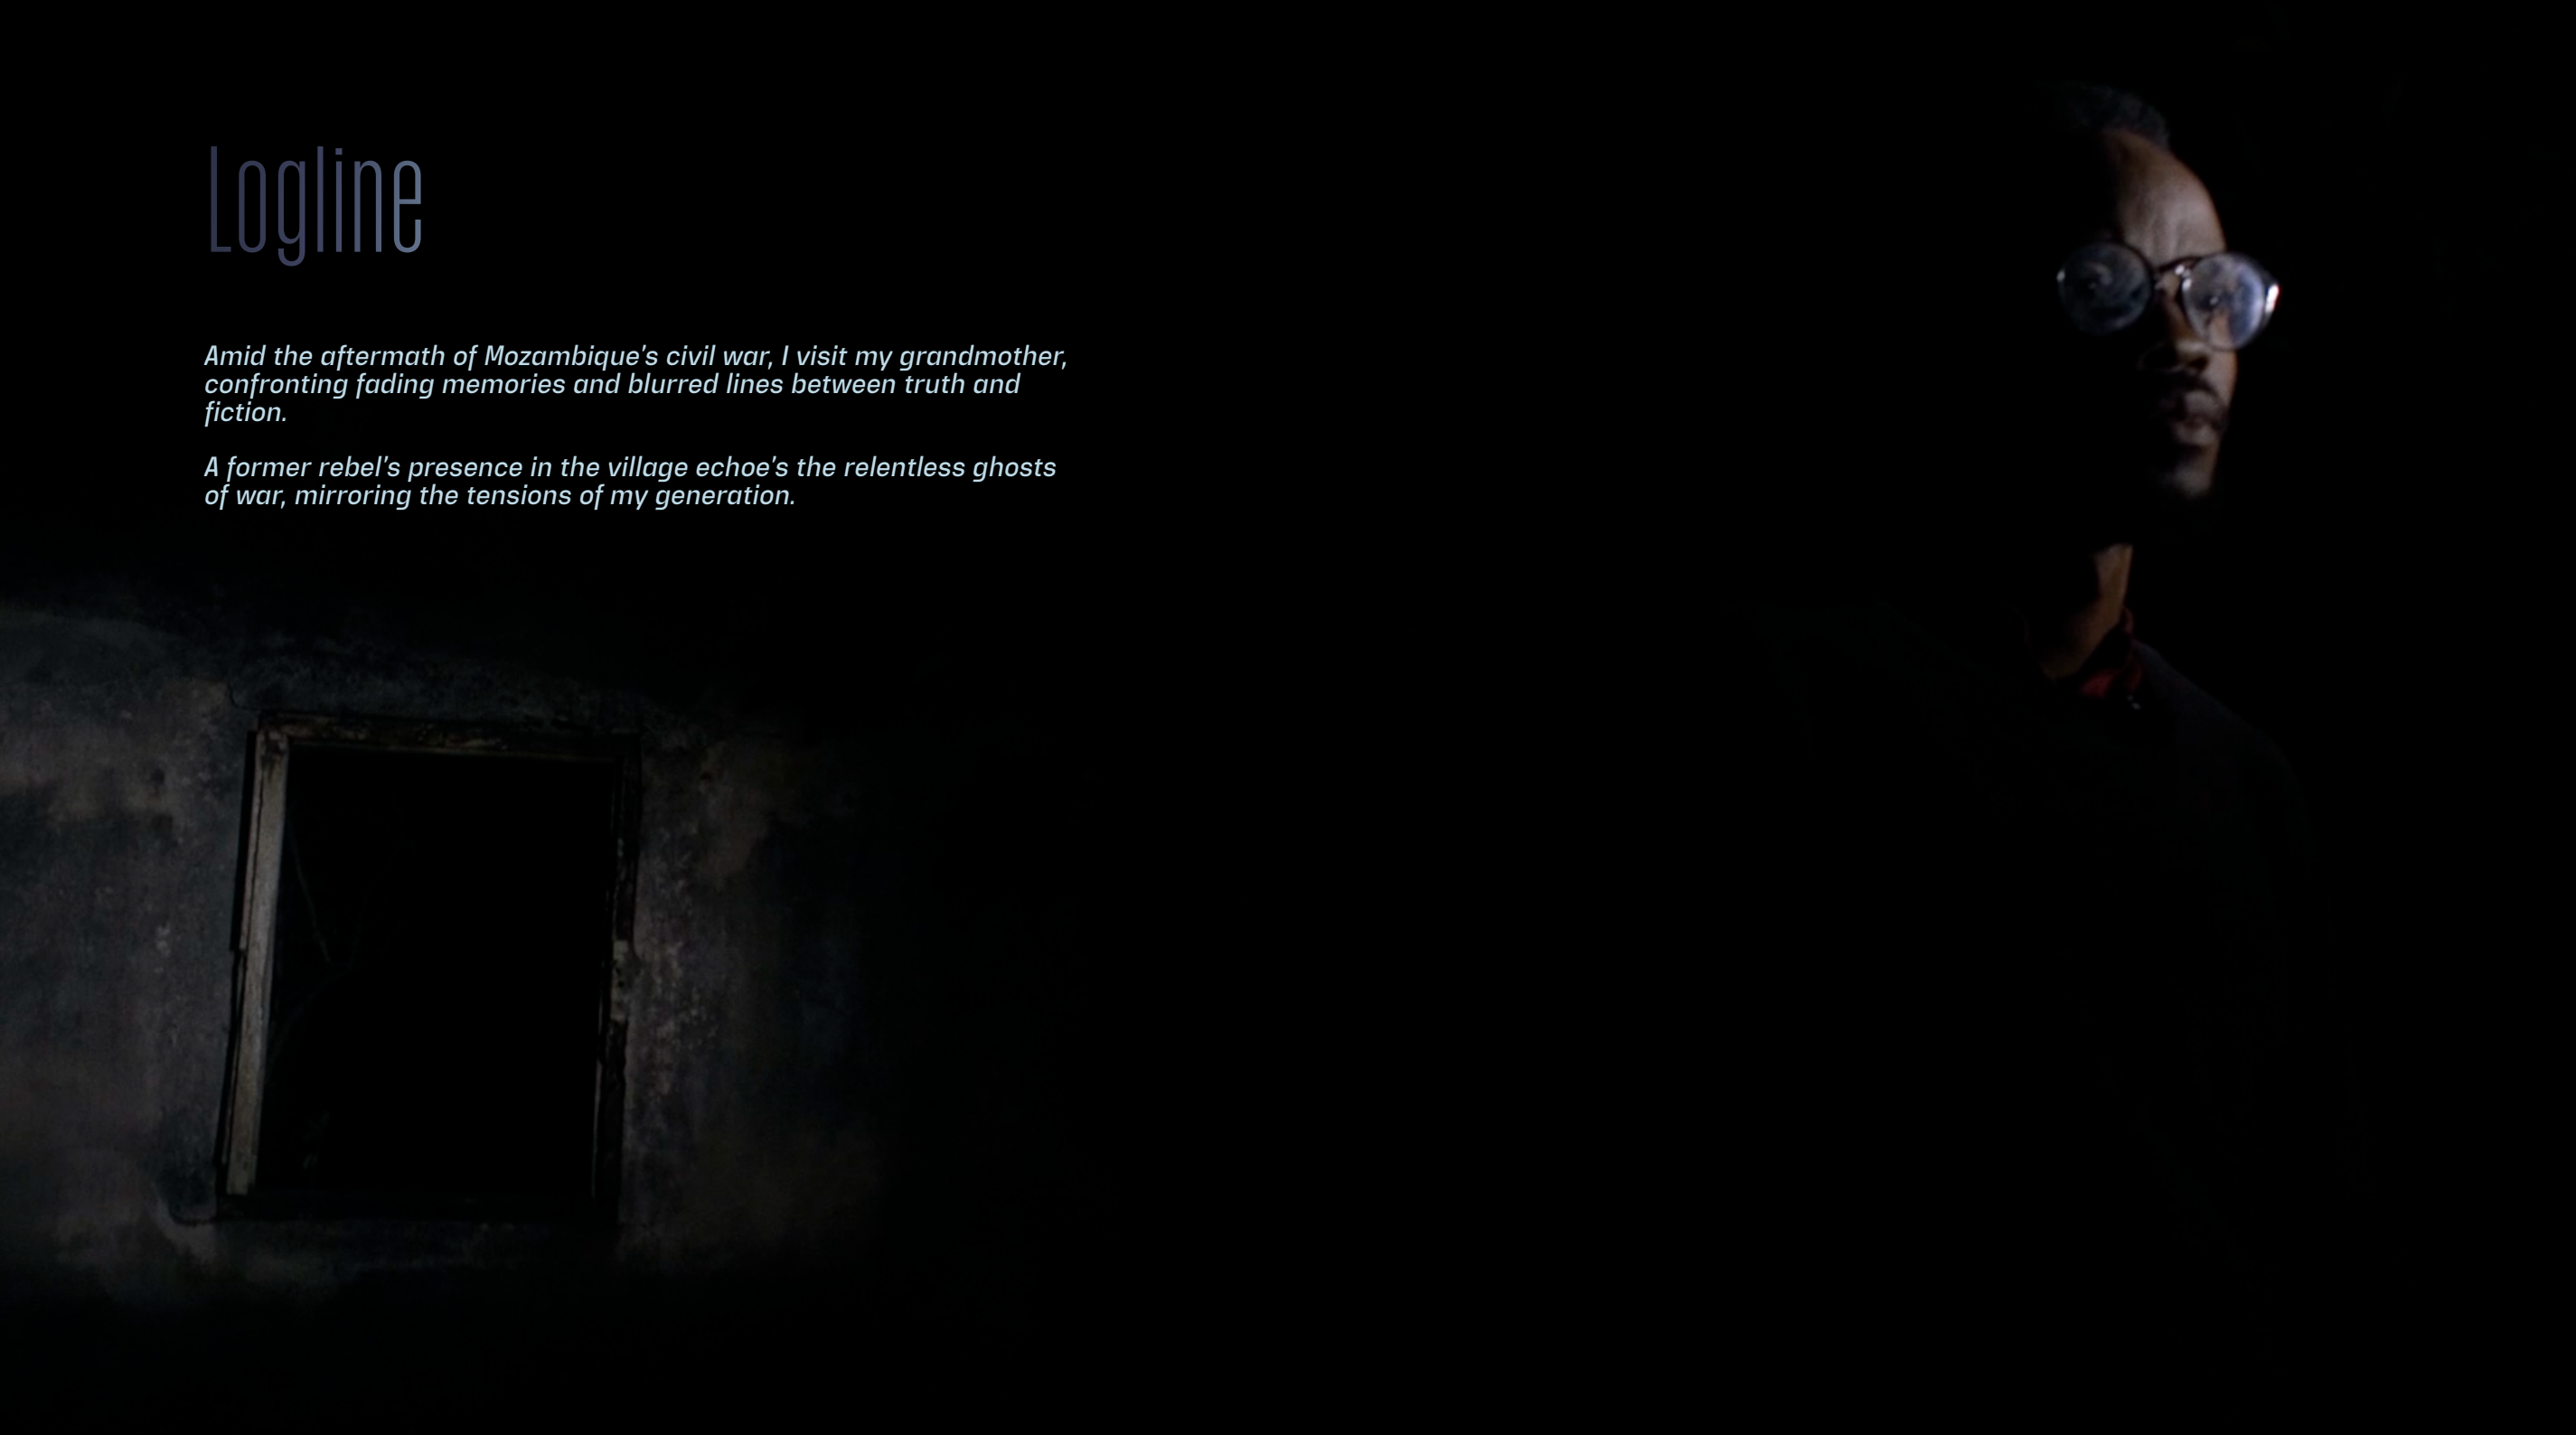 Logline
Amid the aftermath of Mozambique's civil war, I visit my grandmother,
confronting fading memories and blurred lines between truth and
fiction.
A former rebel's presence in the village echoe's the relentless ghosts
of war, mirroring the tensions of my generation.